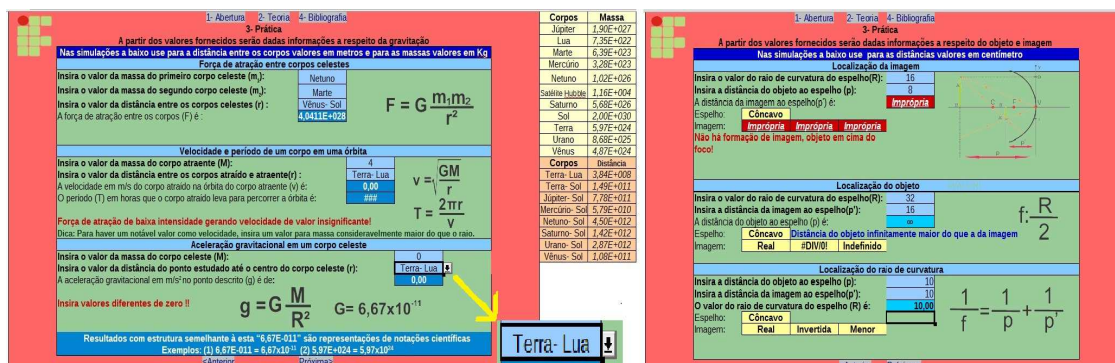 1- Abertura 2- Teoria 4- Bibliografia
3- Prática
A partir dos valores fornecidos serão dadas informações a respeito da gravitação
Nas simulações a baixo use para a distância entre os corpos valores em metros e para as massas valores em Kg
Força de atração entre corpos celestes
Insira o valor da massa do primeiro corpo celeste (m₁): Netuno
Insira o valor da massa do segundo corpo celeste (m₂): Marte
Insira o valor da distância entre os corpos celestes (r) : Vênus- Sol
A força de atração entre os corpos (F) é : 4,0411E+028
F = G m₁m₂ / r²
Velocidade e período de um corpo em uma órbita
Insira o valor da massa do corpo atraente (M): 4
Insira o valor da distância entre os corpos atraído e atraente(r) : Terra- Lua
A velocidade em m/s do corpo atraido na órbita do corpo atraente (v) é: 0,00
O período (T) em horas que o corpo atraido leva para percorrer a órbita é: ###
v = √GM / r
T = 2πr / v
Força de atração de baixa intensidade gerando velocidade de valor insignificante!
Dica: Para haver um notável valor como velocidade, insira um valor para massa consideravelmente maior do que o raio.
Aceleração gravitacional em um corpo celeste
Insira o valor da massa do corpo celeste (M): 0
Insira o valor da distância do ponto estudado até o centro do corpo celeste (r): Terra- Lua
A aceleração gravitacional em m/s² no ponto descrito (g) é de: 0,00
Insira valores diferentes de zero !!
g = G M / R² G= 6,67x10⁻¹¹
Resultados com estrutura semelhante à esta "6,67E-011" são representações de notações científicas
Exemplos: (1) 6,67E-011 = 6,67x10⁻¹¹ (2) 5,97E+024 = 5,97x10²⁴
<Anterior Próxima>
Corpos Massa
Júpiter 1,90E+027
Lua 7,35E+022
Marte 6,39E+023
Mercúrio 3,28E+023
Netuno 1,02E+026
Satélite Hubble 1,16E+004
Saturno 5,68E+026
Sol 2,00E+030
Terra 5,97E+024
Urano 8,68E+025
Vênus 4,87E+024
Corpos Distância
Terra- Lua 3,84E+008
Terra- Sol 1,49E+011
Júpiter- Sol 7,78E+011
Mercúrio- Sol 5,79E+010
Netuno- Sol 4,50E+012
Saturno- Sol 1,42E+012
Urano- Sol 2,87E+012
Vênus- Sol 1,08E+011
Terra- Lua
1- Abertura 2- Teoria 4- Bibliografia
3- Prática
A partir dos valores fornecidos serão dadas informações a respeito do objeto e imagem
Nas simulações a baixo use para as distâncias valores em centímetro
Localização da imagem
Insira o valor do raio de curvatura do espelho(R): 16
Insira a distância do objeto ao espelho (p): 8
A distância da imagem ao espelho(p') é: Imprópria
Espelho: Côncavo
Imagem: Imprópria Imprópria Imprópria
Não há formação de imagem, objeto em cima do
foco!
Localização do objeto
Insira o valor do raio de curvatura do espelho(R): 32
Insira a distância da imagem ao espelho(p'): 16
A distância do objeto ao espelho (p) é: ∞
Espelho: Côncavo Distância do objeto infinitamente maior do que a da imagem
Imagem: Real #DIV/0! Indefinido
f: R / 2
Localização do raio de curvatura
Insira a distância do objeto ao espelho (p): 10
Insira a distância da imagem ao espelho(p'): 10
O valor do raio de curvatura do espelho (R) é: 10,00
Espelho: Côncavo
Imagem: Real Invertida Menor
1/f = 1/p + 1/p'